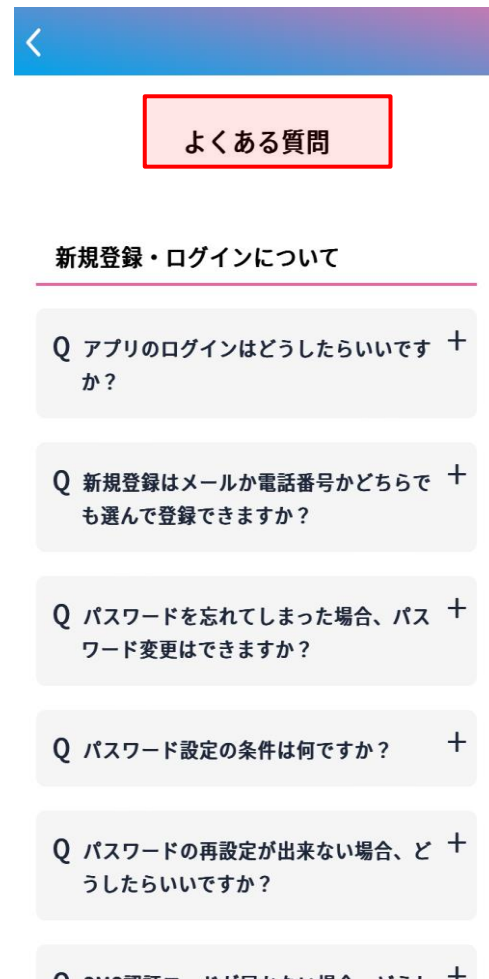 よくある質問
新規登録・ログインについて
Q アプリのログインはどうしたらいいです
か？
Q 新規登録はメールか電話番号かどちらで
も選んで登録できますか？
Q パスワードを忘れてしまった場合、パス
ワード変更はできますか？
Q パスワード設定の条件は何ですか？
Q パスワードの再設定が出来ない場合、ど
うしたらいいですか？